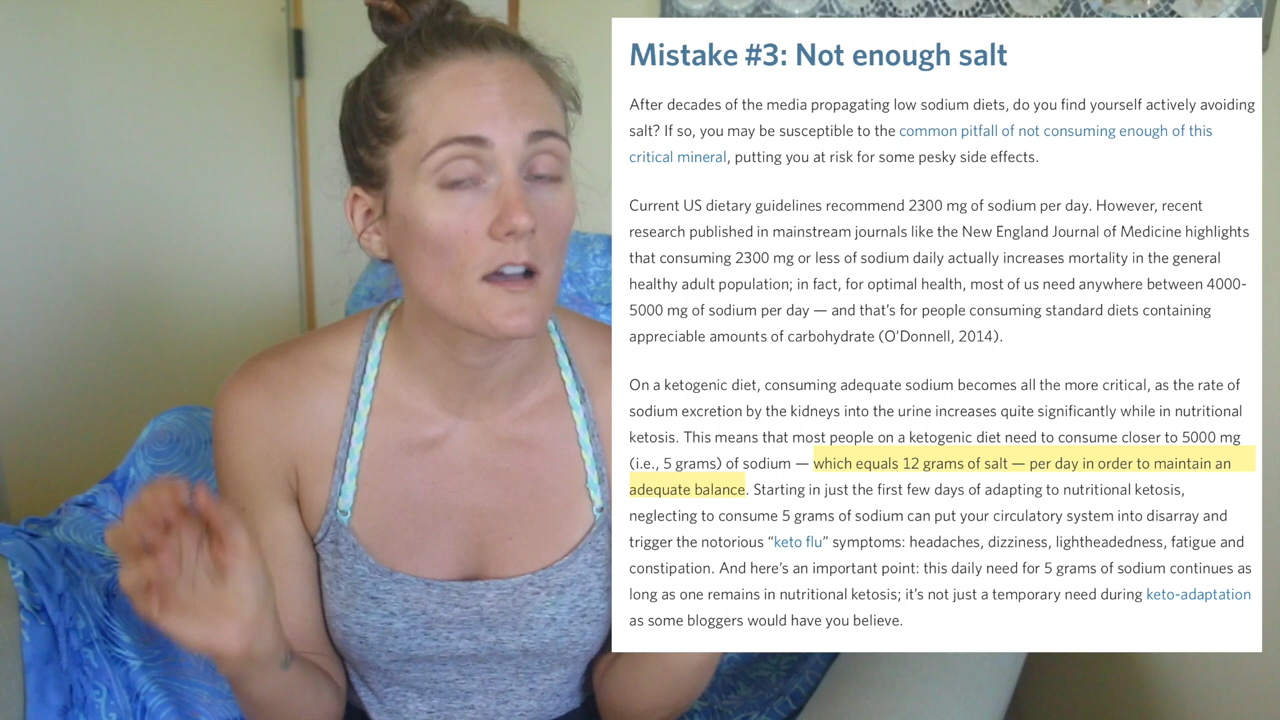 Mistake #3: Not enough salt
After decades of the media propagating low sodium diets, do you find yourself actively avoiding
salt? If so, you may be susceptible to the common pitfall of not consuming enough of this
critical mineral, putting you at risk for some pesky side effects.
Current US dietary guidelines recommend 2300 mg of sodium per day. However, recent
research published in mainstream journals like the New England Journal of Medicine highlights
that consuming 2300 mg or less of sodium daily actually increases mortality in the general
healthy adult population; in fact, for optimal health, most of us need anywhere between 4000-
5000 mg of sodium per day — and that's for people consuming standard diets containing
appreciable amounts of carbohydrate (O'Donnell, 2014).
On a ketogenic diet, consuming adequate sodium becomes all the more critical, as the rate of
sodium excretion by the kidneys into the urine increases quite significantly while in nutritional
ketosis. This means that most people on a ketogenic diet need to consume closer to 5000 mg
(i.e., 5 grams) of sodium — which equals 12 grams of salt — per day in order to maintain an
adequate balance. Starting in just the first few days of adapting to nutritional ketosis,
neglecting to consume 5 grams of sodium can put your circulatory system into disarray and
trigger the notorious “keto flu” symptoms: headaches, dizziness, lightheadedness, fatigue and
constipation. And here's an important point: this daily need for 5 grams of sodium continues as
long as one remains in nutritional ketosis; it's not just a temporary need during keto-adaptation
as some bloggers would have you believe.